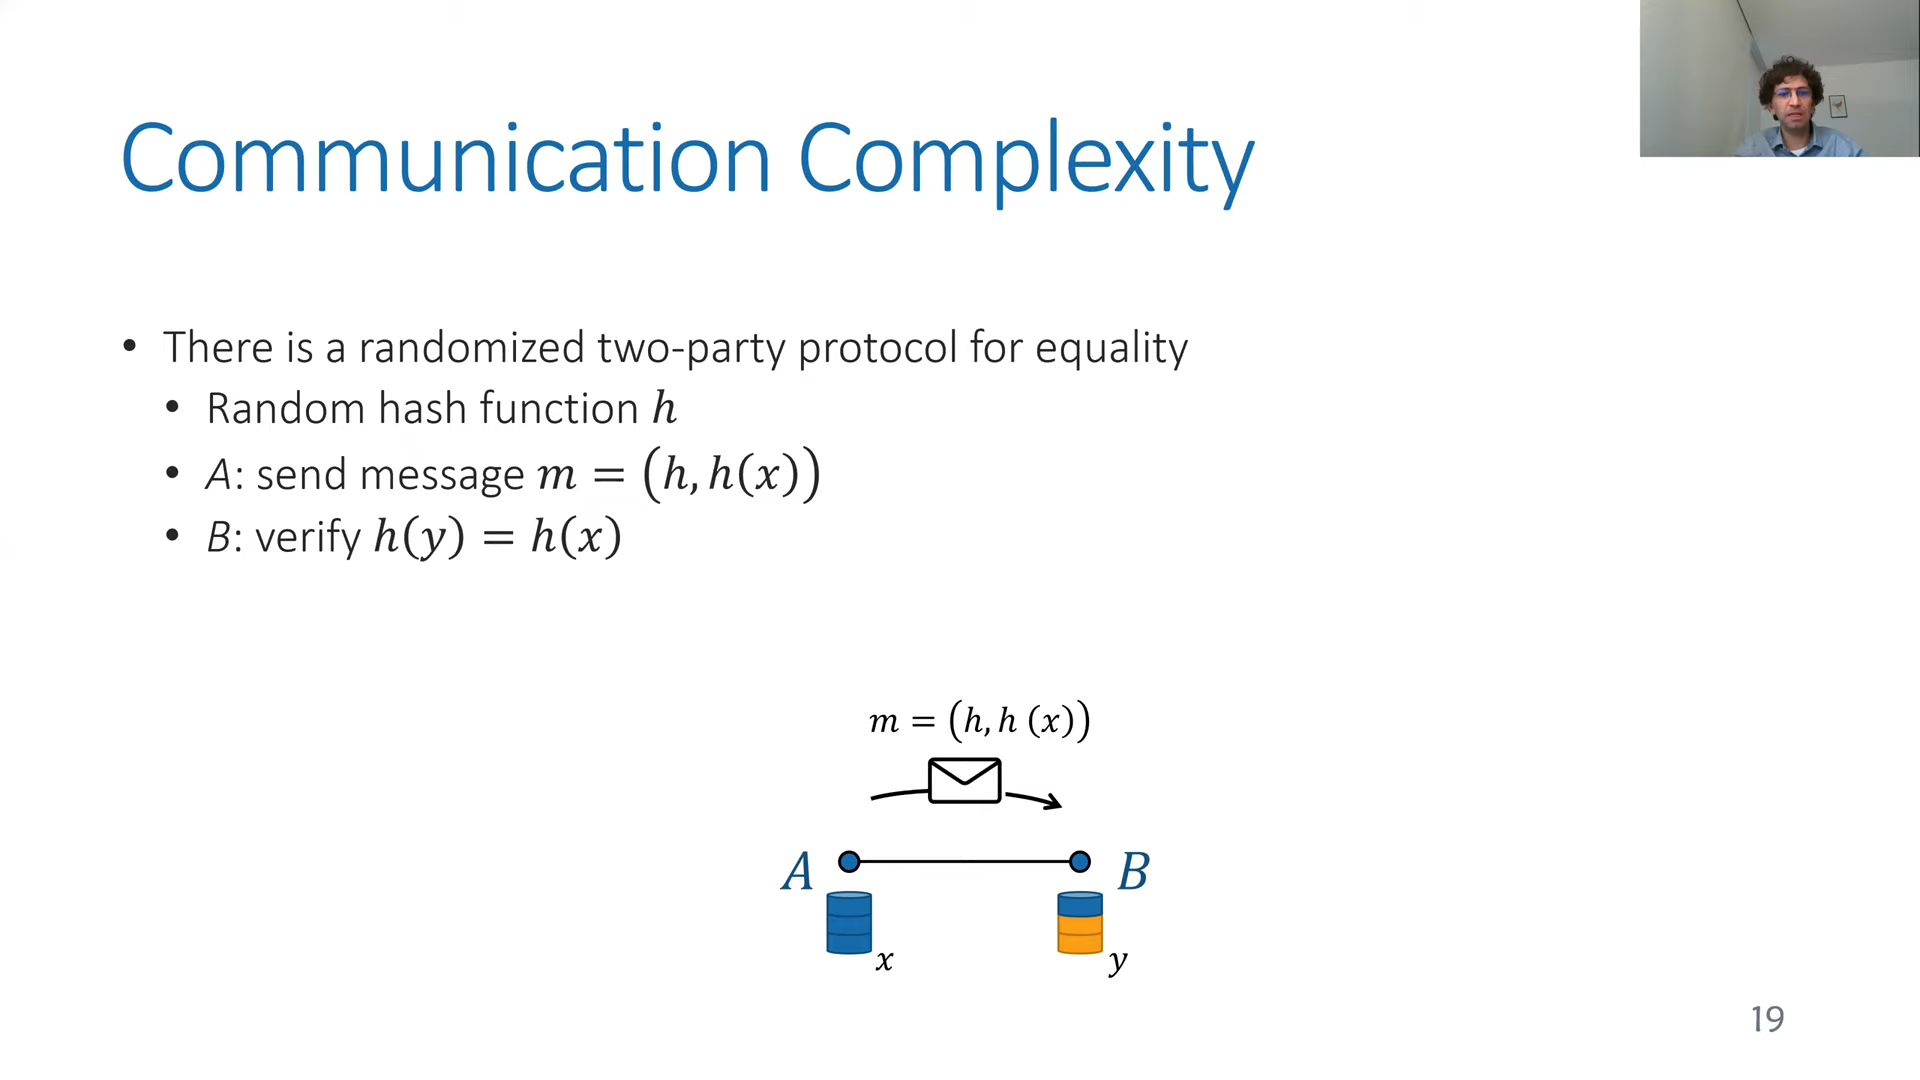 Communication Complexity
• There is a randomized two-party protocol for equality
• Random hash function h
• A: send message m = (h, h(x))
• B: verify h(y) = h(x)
m = (h, h (x))
A B
x y
19